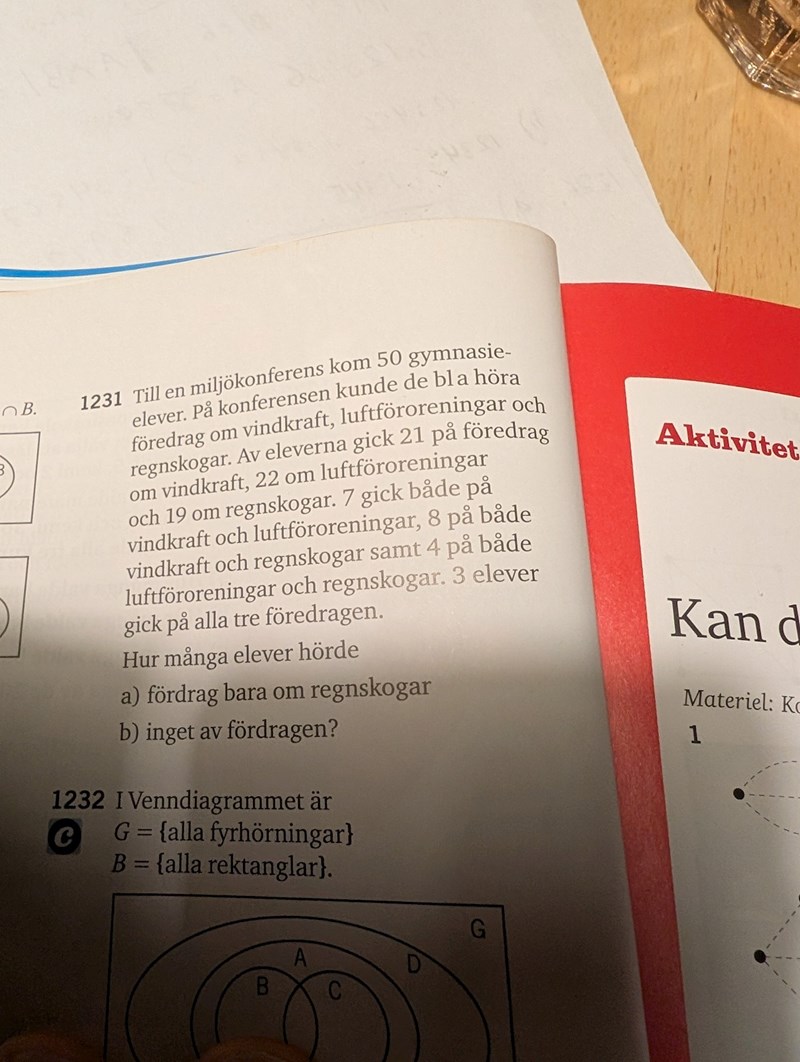 ∩ B.
1231 Till en miljökonferens kom 50 gymnasie-
elever. På konferensen kunde de bl a höra
föredrag om vindkraft, luftföroreningar och
regnskogar. Av eleverna gick 21 på föredrag
om vindkraft, 22 om luftföroreningar
och 19 om regnskogar. 7 gick både på
vindkraft och luftföroreningar, 8 på både
vindkraft och regnskogar samt 4 på både
luftföroreningar och regnskogar. 3 elever
gick på alla tre föredragen.
Hur många elever hörde
a) fördrag bara om regnskogar
b) inget av fördragen?
1232 I Venndiagrammet är
C G = {alla fyrhörningar}
B = {alla rektanglar}.
G
A D
B C
Aktivitet
Kan d
Materiel: Ko
1